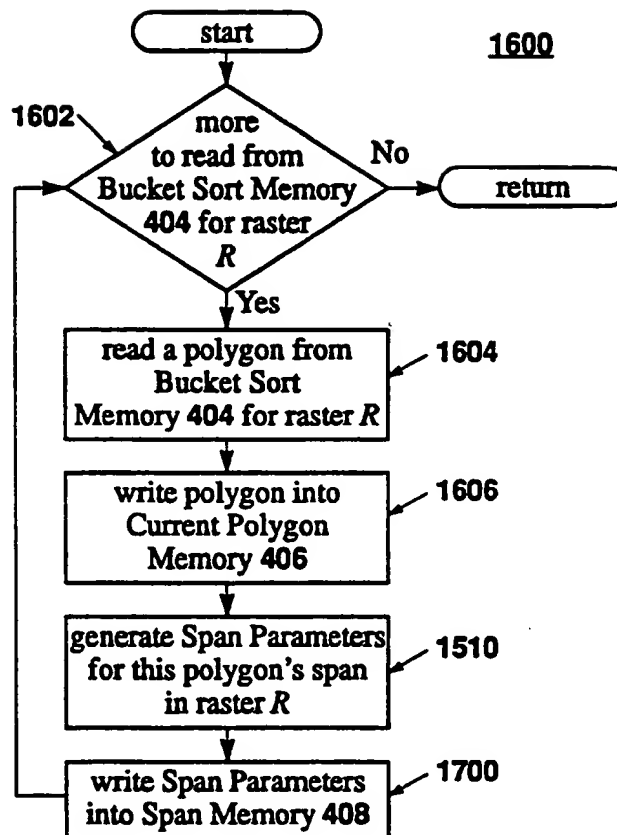 start
1600
1602
more
to read from
Bucket Sort Memory
404 for raster
R
No
return
Yes
read a polygon from
Bucket Sort
Memory 404 for raster R
1604
write polygon into
Current Polygon
Memory 406
1606
generate Span Parameters
for this polygon's span
in raster R
1510
write Span Parameters
into Span Memory 408
1700